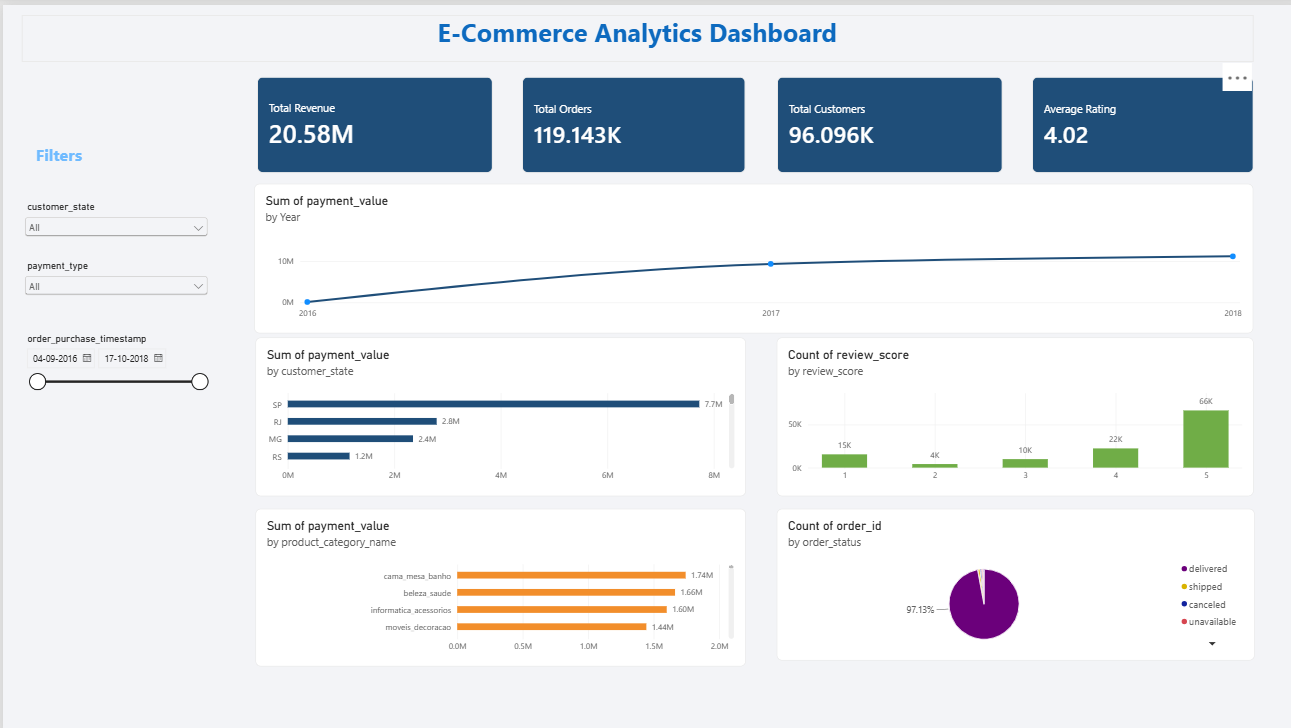 E-Commerce Analytics Dashboard
Total Revenue
20.58M
Total Orders
119.143K
Total Customers
96.096K
Average Rating
4.02
Filters
customer_state
All
payment_type
All
order_purchase_timestamp
04-09-2016 17-10-2018
Sum of payment_value
by Year
10M
0M
2016 2017 2018
Sum of payment_value
by customer_state
SP 7.7M
RJ 2.8M
MG 2.4M
RS 1.2M
0M 2M 4M 6M 8M
Count of review_score
by review_score
50K
0K
15K 4K 10K 22K 66K
1 2 3 4 5
Sum of payment_value
by product_category_name
cama_mesa_banho 1.74M
beleza_saude 1.66M
informatica_acessorios 1.60M
moveis_decoracao 1.44M
0.0M 0.5M 1.0M 1.5M 2.0M
Count of order_id
by order_status
97.13%
delivered
shipped
canceled
unavailable